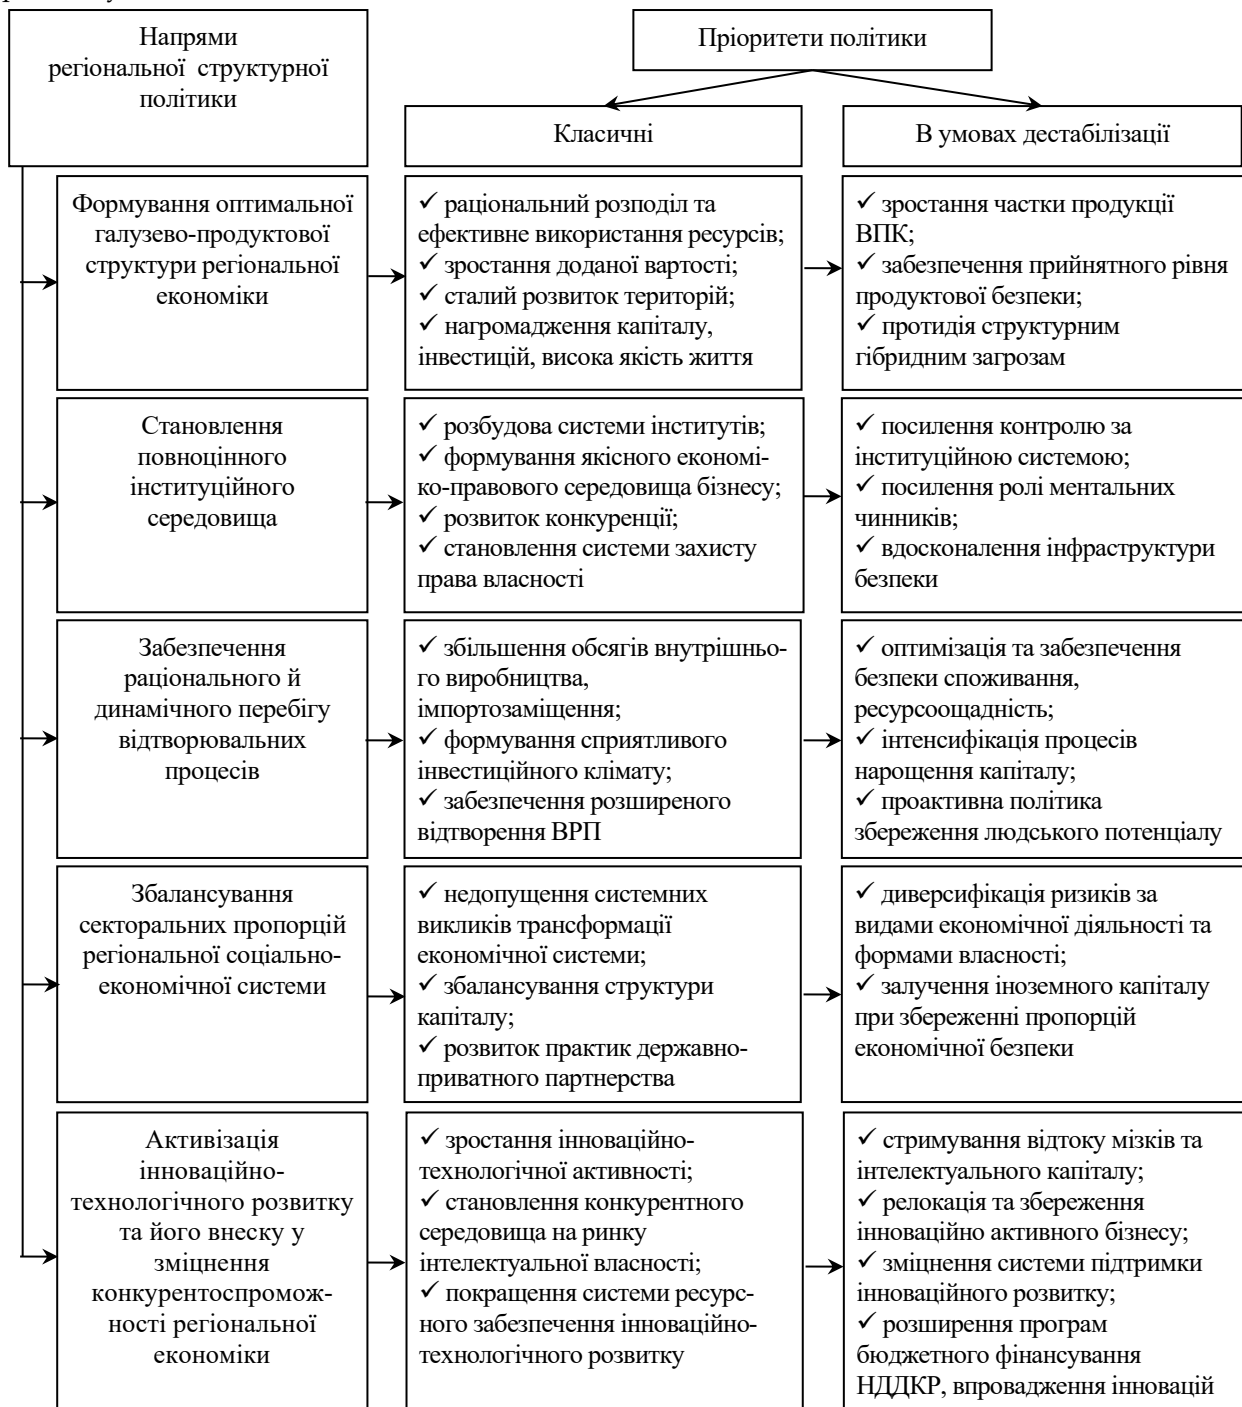 Напрями
регіональної структурної
політики
Пріоритети політики
Класичні
В умовах дестабілізації
Формування оптимальної
галузево-продуктової
структури регіональної
економіки
✓ раціональний розподіл та
ефективне використання ресурсів;
✓ зростання доданої вартості;
✓ сталий розвиток територій;
✓ нагромадження капіталу,
інвестицій, висока якість життя
✓ зростання частки продукції
ВПК;
✓ забезпечення прийнятного рівня
продуктової безпеки;
✓ протидія структурним
гібридним загрозам
Становлення
повноцінного
інституційного
середовища
✓ розбудова системи інститутів;
✓ формування якісного економі-
ко-правового середовища бізнесу;
✓ розвиток конкуренції;
✓ становлення системи захисту
права власності
✓ посилення контролю за
інституційною системою;
✓ посилення ролі ментальних
чинників;
✓ вдосконалення інфраструктури
безпеки
Забезпечення
раціонального й
динамічного перебігу
відтворювальних
процесів
✓ збільшення обсягів внутрішньо-
го виробництва,
імпортозаміщення;
✓ формування сприятливого
інвестиційного клімату;
✓ забезпечення розширеного
відтворення ВРП
✓ оптимізація та забезпечення
безпеки споживання,
ресурсоощадність;
✓ інтенсифікація процесів
нарощення капіталу;
✓ проактивна політика
збереження людського потенціалу
Збалансування
секторальних пропорцій
регіональної соціально-
економічної системи
✓ недопущення системних
викликів трансформації
економічної системи;
✓ збалансування структури
капіталу;
✓ розвиток практик державно-
приватного партнерства
✓ диверсифікація ризиків за
видами економічної діяльності та
формами власності;
✓ залучення іноземного капіталу
при збереженні пропорцій
економічної безпеки
Активізація
інноваційно-
технологічного розвитку
та його внеску у
зміцнення
конкурентоспромож-
ності регіональної
економіки
✓ зростання інноваційно-
технологічної активності;
✓ становлення конкурентного
середовища на ринку
інтелектуальної власності;
✓ покращення системи ресурс-
ного забезпечення інноваційно-
технологічного розвитку
✓ стримування відтоку мізків та
інтелектуального капіталу;
✓ релокація та збереження
інноваційно активного бізнесу;
✓ зміцнення системи підтримки
інноваційного розвитку;
✓ розширення програм
бюджетного фінансування
НДДКР, впровадження інновацій